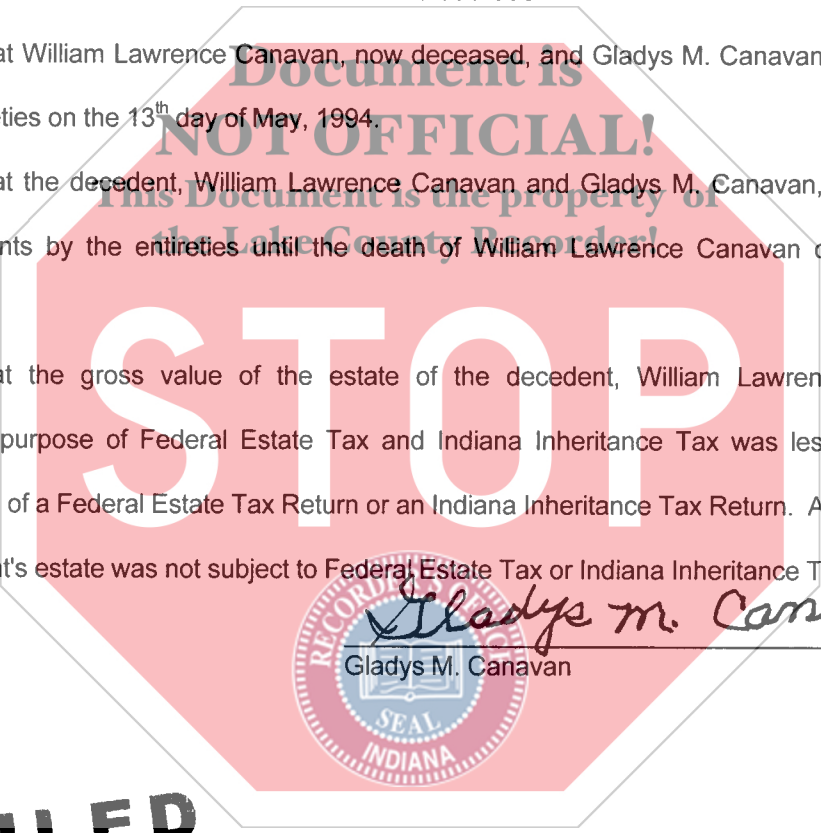 at William Lawrence Canavan, now deceased, and Gladys M. Canavan
Document is
ties on the 13th day of May, 1994.
NOT OFFICIAL!
at the decedent, William Lawrence Canavan and Gladys M. Canavan,
This Document is the property of
nts by the entireties until the death of William Lawrence Canavan
the Lake County Recorder!
STOP
at the gross value of the estate of the decedent, William Lawren
purpose of Federal Estate Tax and Indiana Inheritance Tax was les
of a Federal Estate Tax Return or an Indiana Inheritance Tax Return. A
t's estate was not subject to Federal Estate Tax or Indiana Inheritance T
Gladys M. Can
Gladys M. Canavan
RECORDER'S OFFICE
SEAL
INDIANA
FILED